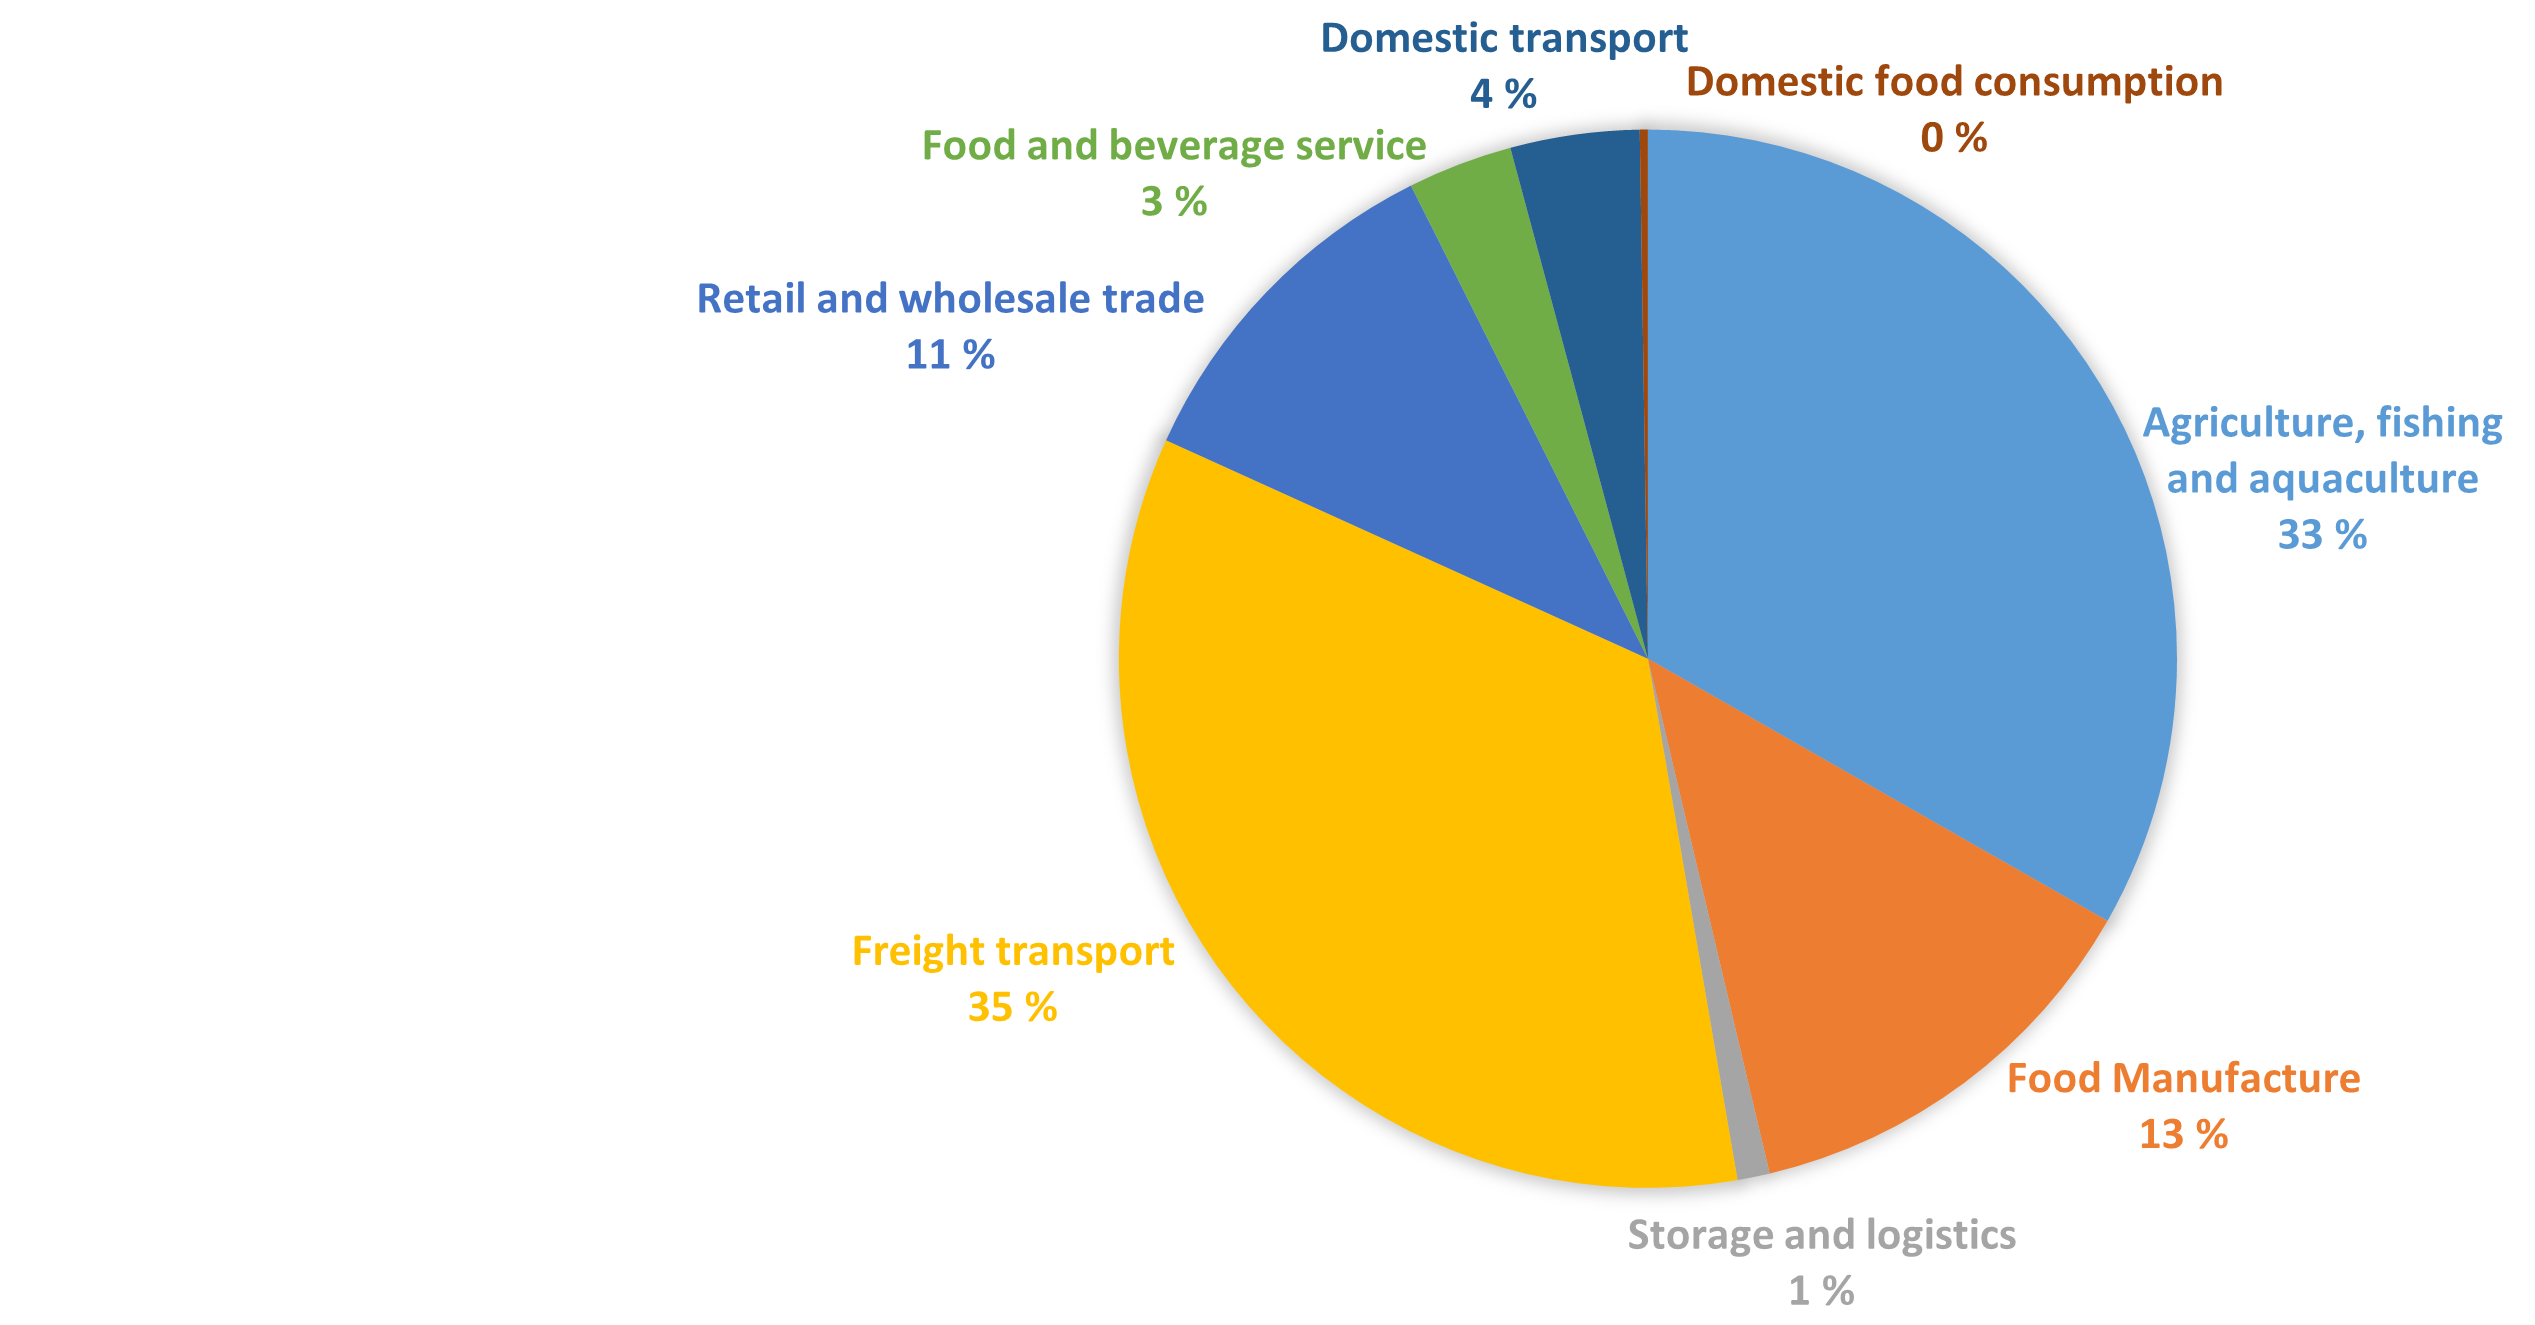 Domestic transport
4 %
Domestic food consumption
0 %
Food and beverage service
3 %
Retail and wholesale trade
11 %
Agriculture, fishing
and aquaculture
33 %
Freight transport
35 %
Food Manufacture
13 %
Storage and logistics
1 %